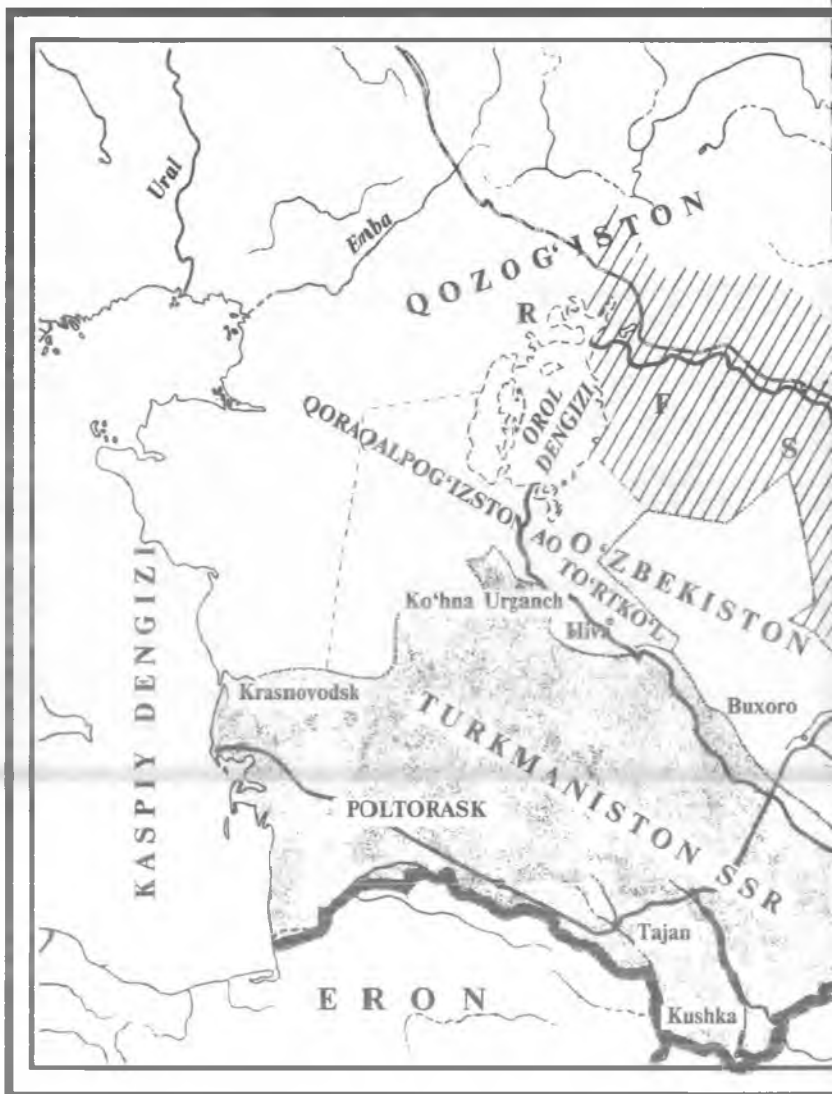 Ural
Emba
QOZOG‘ISTON
R
F
S
OROL
DENGIZI
QORAQALPOG‘IZSTON AO TO‘RTKO‘L
O‘ZBEKISTON
Ko‘hna Urganch
Hiva
KASPIY DENGIZI
Krasnovodsk
Buxoro
TURKMANISTON SSR
POLTORASK
Tajan
ERON
Kushka